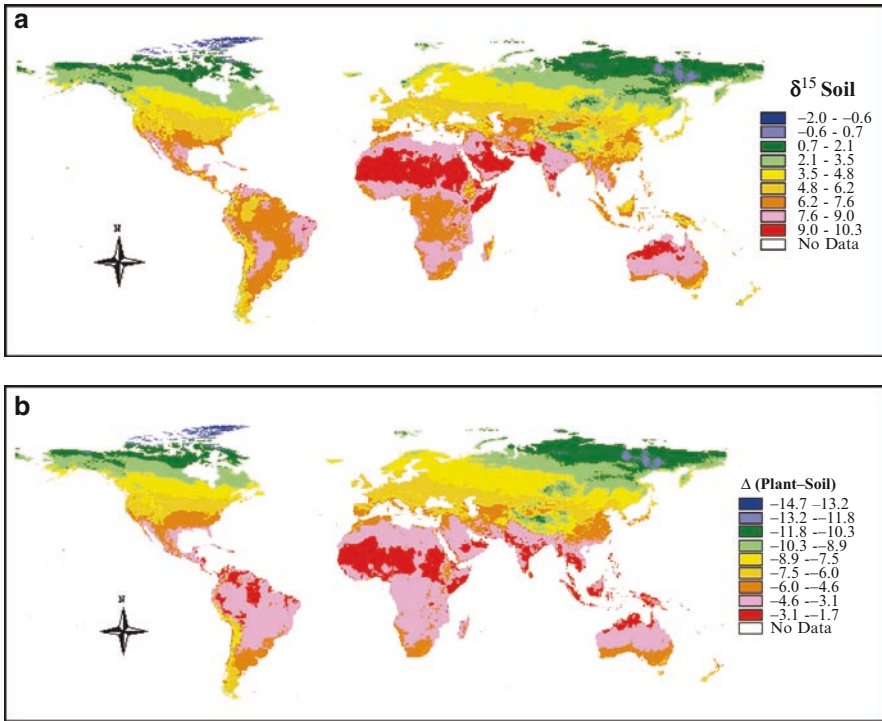 a
δ¹⁵ Soil
–2.0 - –0.6
–0.6 - 0.7
0.7 - 2.1
2.1 - 3.5
3.5 - 4.8
4.8 - 6.2
6.2 - 7.6
7.6 - 9.0
9.0 - 10.3
No Data
N
b
Δ (Plant–Soil)
–14.7 –13.2
–13.2 -–11.8
–11.8 -–10.3
–10.3 -–8.9
–8.9 -–7.5
–7.5 -–6.0
–6.0 -–4.6
–4.6 -–3.1
–3.1 -–1.7
No Data
N